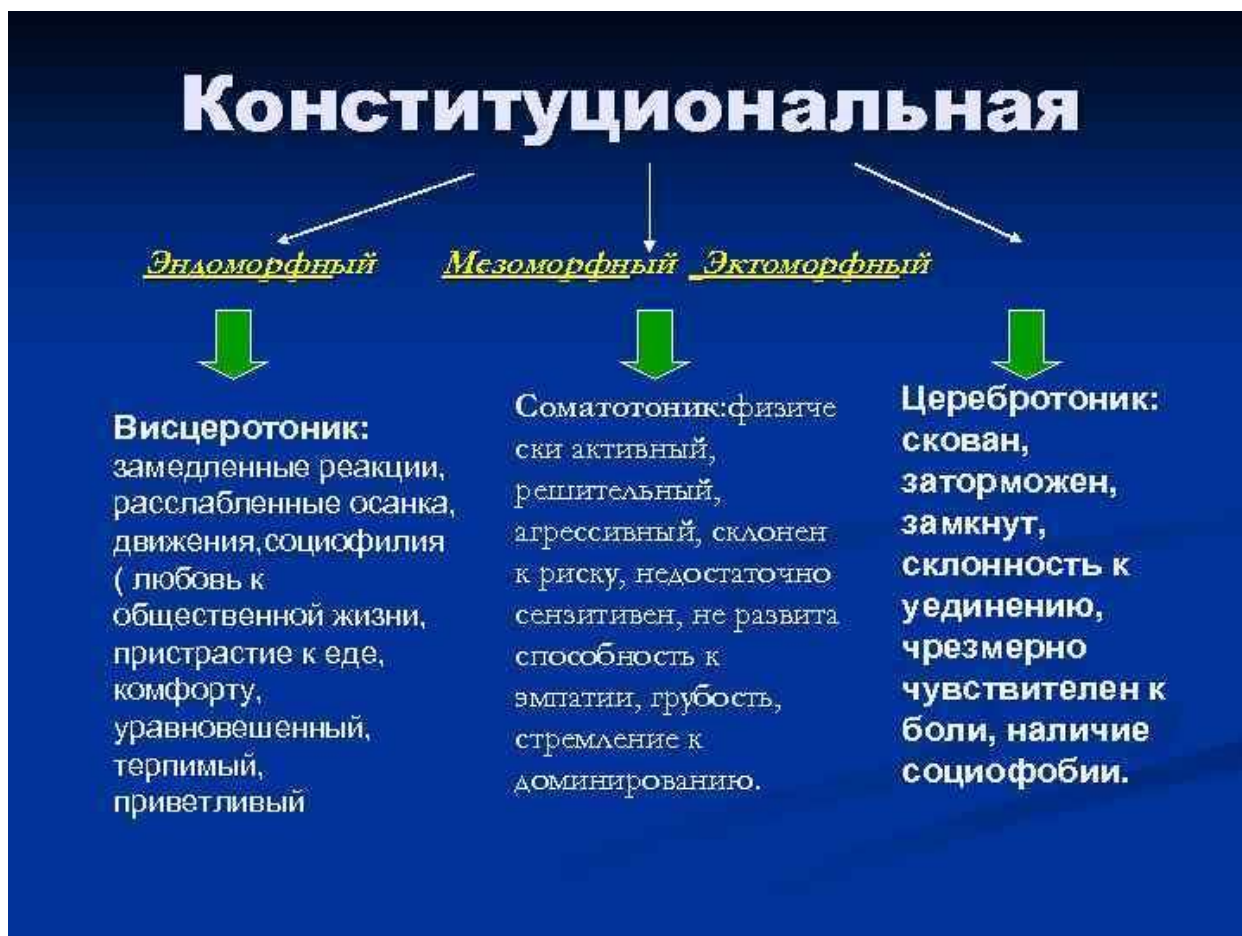 Конституциональная
Эндоморфный Мезоморфный Эктоморфный
Висцеротоник:
замедленные реакции,
расслабленные осанка,
движения,социофилия
( любовь к
общественной жизни,
пристрастие к еде,
комфорту,
уравновешенный,
терпимый,
приветливый
Соматотоник:физиче
ски активный,
решительный,
агрессивный, склонен
к риску, недостаточно
сензитивен, не развита
способность к
эмпатии, грубость,
стремление к
доминированию.
Церебротоник:
скован,
заторможен,
замкнут,
склонность к
уединению,
чрезмерно
чувствителен к
боли, наличие
социофобии.